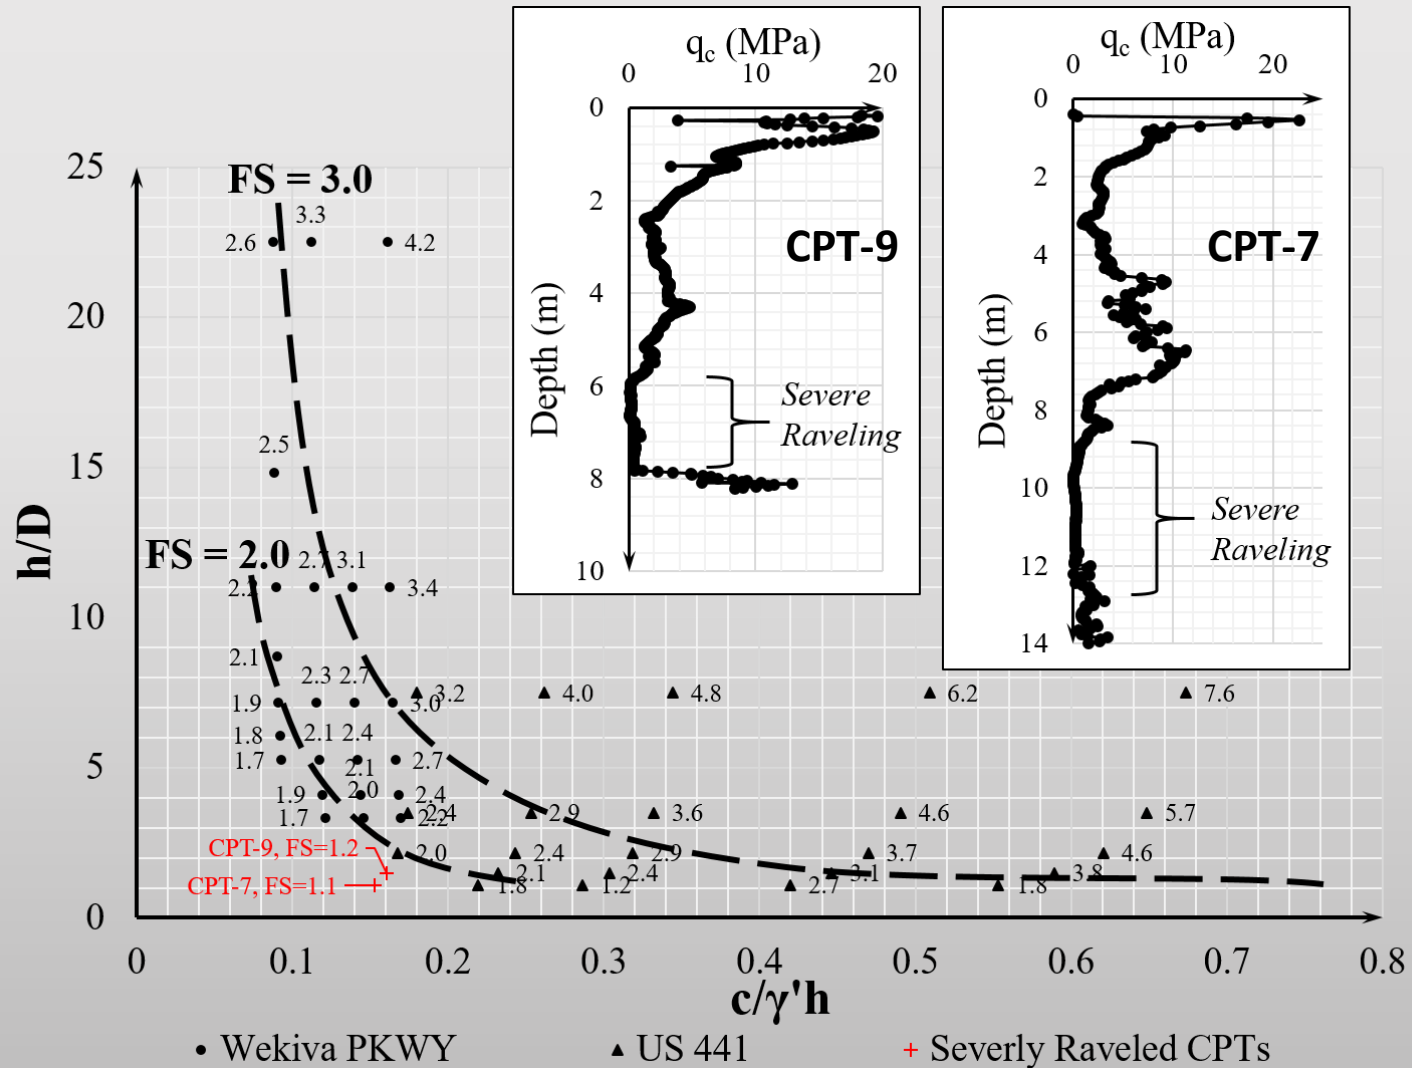 q_c (MPa)
0 10 20
0
2
4
6
8
10
Depth (m)
CPT-9
Severe
Raveling
q_c (MPa)
0 10 20
0
2
4
6
8
10
12
14
Depth (m)
CPT-7
Severe
Raveling
25
20
15
10
5
0
h/D
FS = 3.0
3.3
2.6 4.2
2.5
FS = 2.0
2.7 3.1
2.2 3.4
2.1
2.3 2.7
1.9 3.0 3.2 4.0 4.8 6.2 7.6
1.8 2.1 2.4
1.7 2.7
2.1
1.9 2.0 2.4
1.7 2.2 2.4 2.9 3.6 4.6 5.7
CPT-9, FS=1.2 2.0 2.4 2.9 3.7 4.6
2.1 2.4 3.1 3.8
CPT-7, FS=1.1 1.8 1.2 2.7 1.8
0 0.1 0.2 0.3 0.4 0.5 0.6 0.7 0.8
c/γ'h
Wekiva PKWY US 441 Severly Raveled CPTs